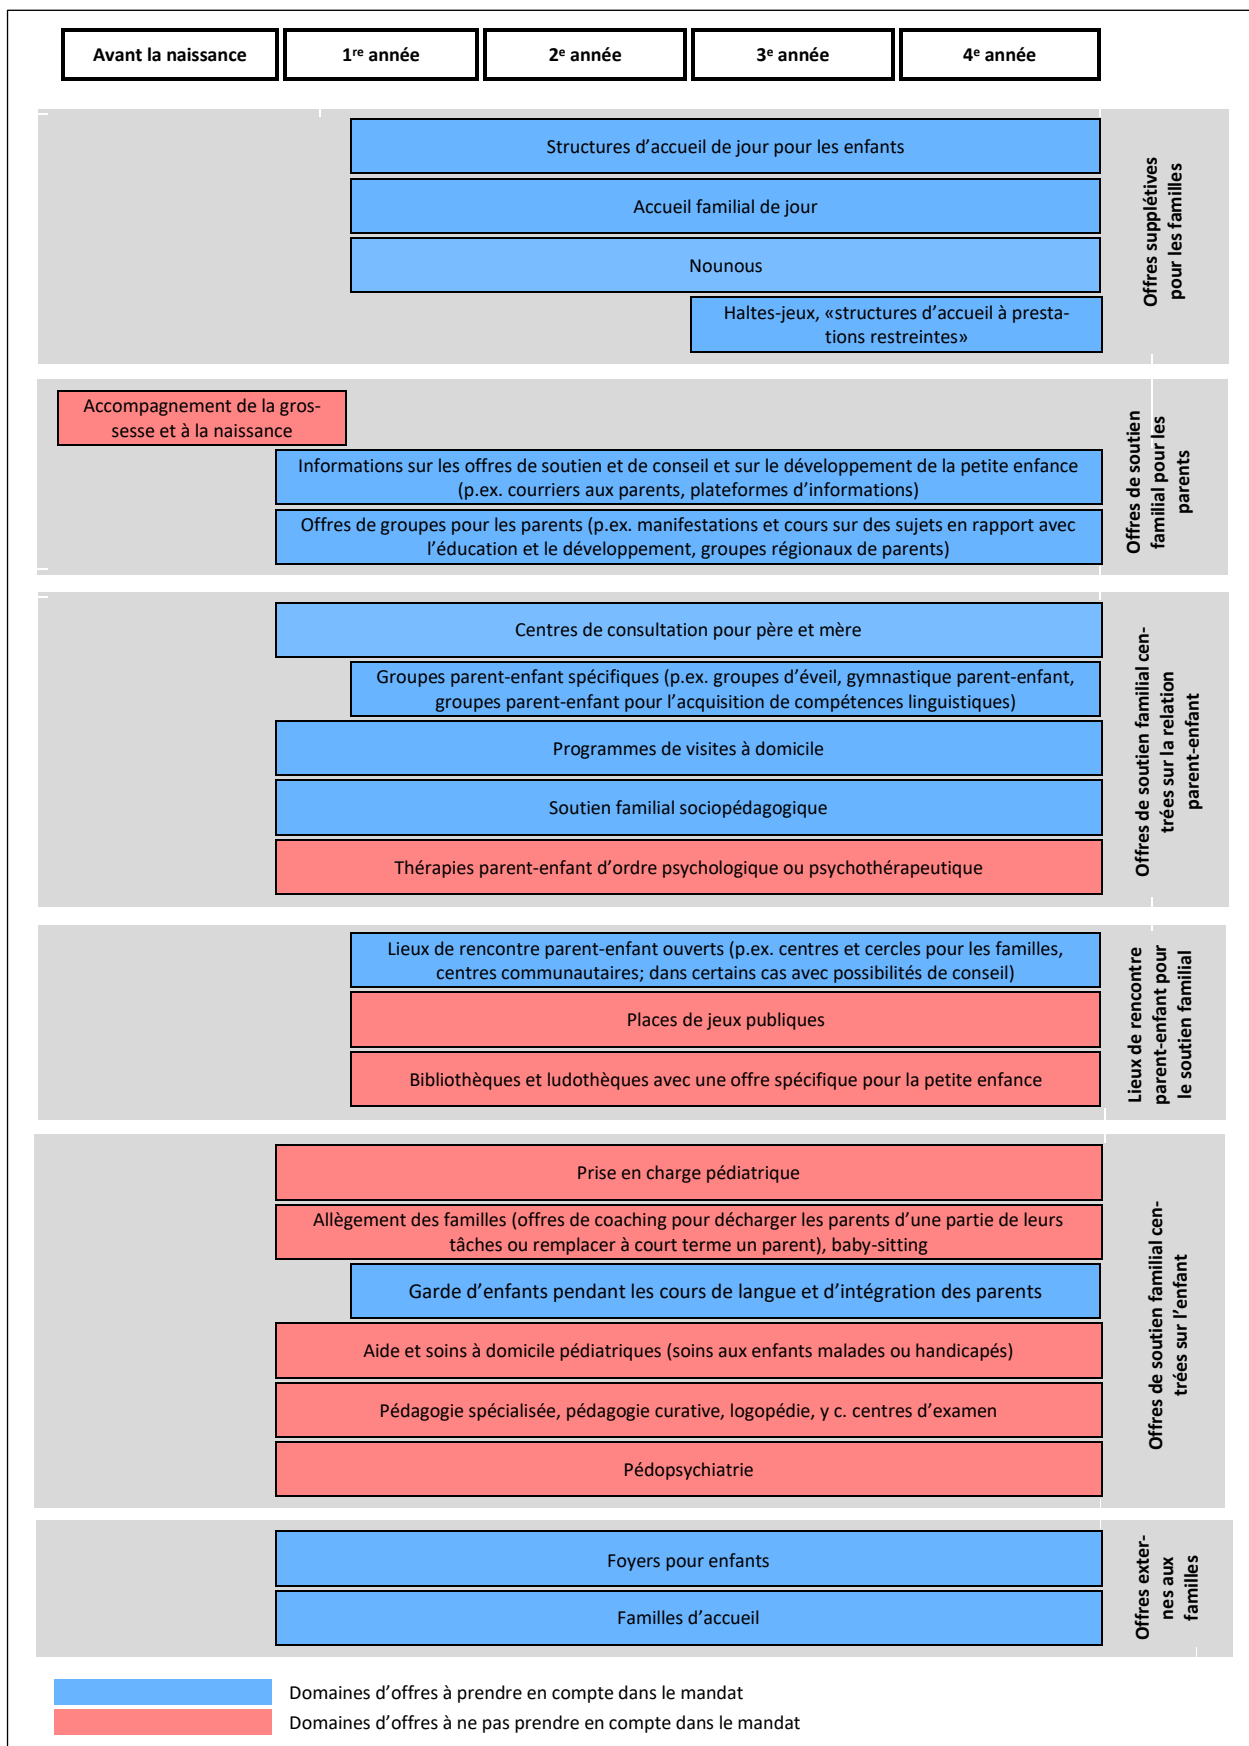 Avant la naissance
1re année
2e année
3e année
4e année
Structures d’accueil de jour pour les enfants
Accueil familial de jour
Nounous
Haltes-jeux, «structures d’accueil à presta-
tions restreintes»
Offres supplétives
pour les familles
Accompagnement de la gros-
sesse et à la naissance
Informations sur les offres de soutien et de conseil et sur le développement de la petite enfance
(p.ex. courriers aux parents, plateformes d’informations)
Offres de groupes pour les parents (p.ex. manifestations et cours sur des sujets en rapport avec
l’éducation et le développement, groupes régionaux de parents)
Offres de soutien
familial pour les
parents
Centres de consultation pour père et mère
Groupes parent-enfant spécifiques (p.ex. groupes d’éveil, gymnastique parent-enfant,
groupes parent-enfant pour l’acquisition de compétences linguistiques)
Programmes de visites à domicile
Soutien familial sociopédagogique
Thérapies parent-enfant d’ordre psychologique ou psychothérapeutique
Offres de soutien familial cen-
trées sur la relation
parent-enfant
Lieux de rencontre parent-enfant ouverts (p.ex. centres et cercles pour les familles,
centres communautaires; dans certains cas avec possibilités de conseil)
Places de jeux publiques
Bibliothèques et ludothèques avec une offre spécifique pour la petite enfance
Lieux de rencontre
parent-enfant pour
le soutien familial
Prise en charge pédiatrique
Allègement des familles (offres de coaching pour décharger les parents d’une partie de leurs
tâches ou remplacer à court terme un parent), baby-sitting
Garde d’enfants pendant les cours de langue et d’intégration des parents
Aide et soins à domicile pédiatriques (soins aux enfants malades ou handicapés)
Pédagogie spécialisée, pédagogie curative, logopédie, y c. centres d’examen
Pédopsychiatrie
Offres de soutien familial cen-
trées sur l’enfant
Foyers pour enfants
Familles d’accueil
Offres exter-
nes aux
familles
Domaines d’offres à prendre en compte dans le mandat
Domaines d’offres à ne pas prendre en compte dans le mandat